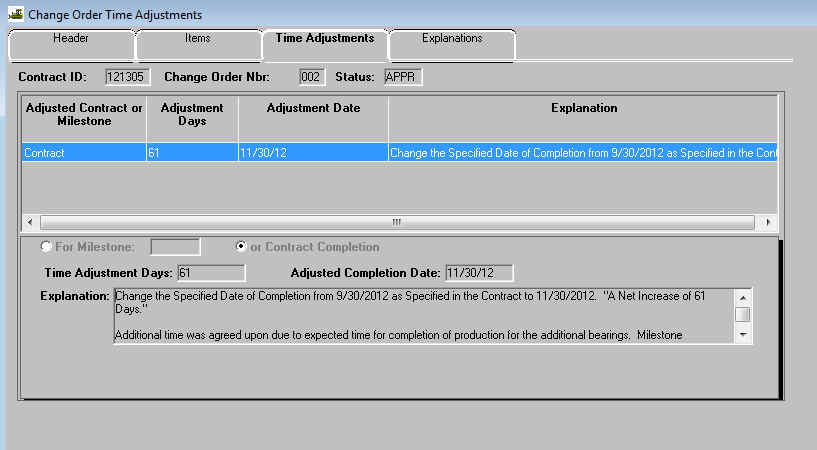 Change Order Time Adjustments
Header Items Time Adjustments Explanations
Contract ID: 121305 Change Order Nbr: 002 Status: APPR
Adjusted Contract or Milestone Adjustment Days Adjustment Date Explanation
Contract 61 11/30/12 Change the Specified Date of Completion from 9/30/2012 as Specified in the Cont
For Milestone: or Contract Completion
Time Adjustment Days: 61 Adjusted Completion Date: 11/30/12
Explanation: Change the Specified Date of Completion from 9/30/2012 as Specified in the Contract to 11/30/2012. "A Net Increase of 61
Days."
Additional time was agreed upon due to expected time for completion of production for the additional bearings. Milestone